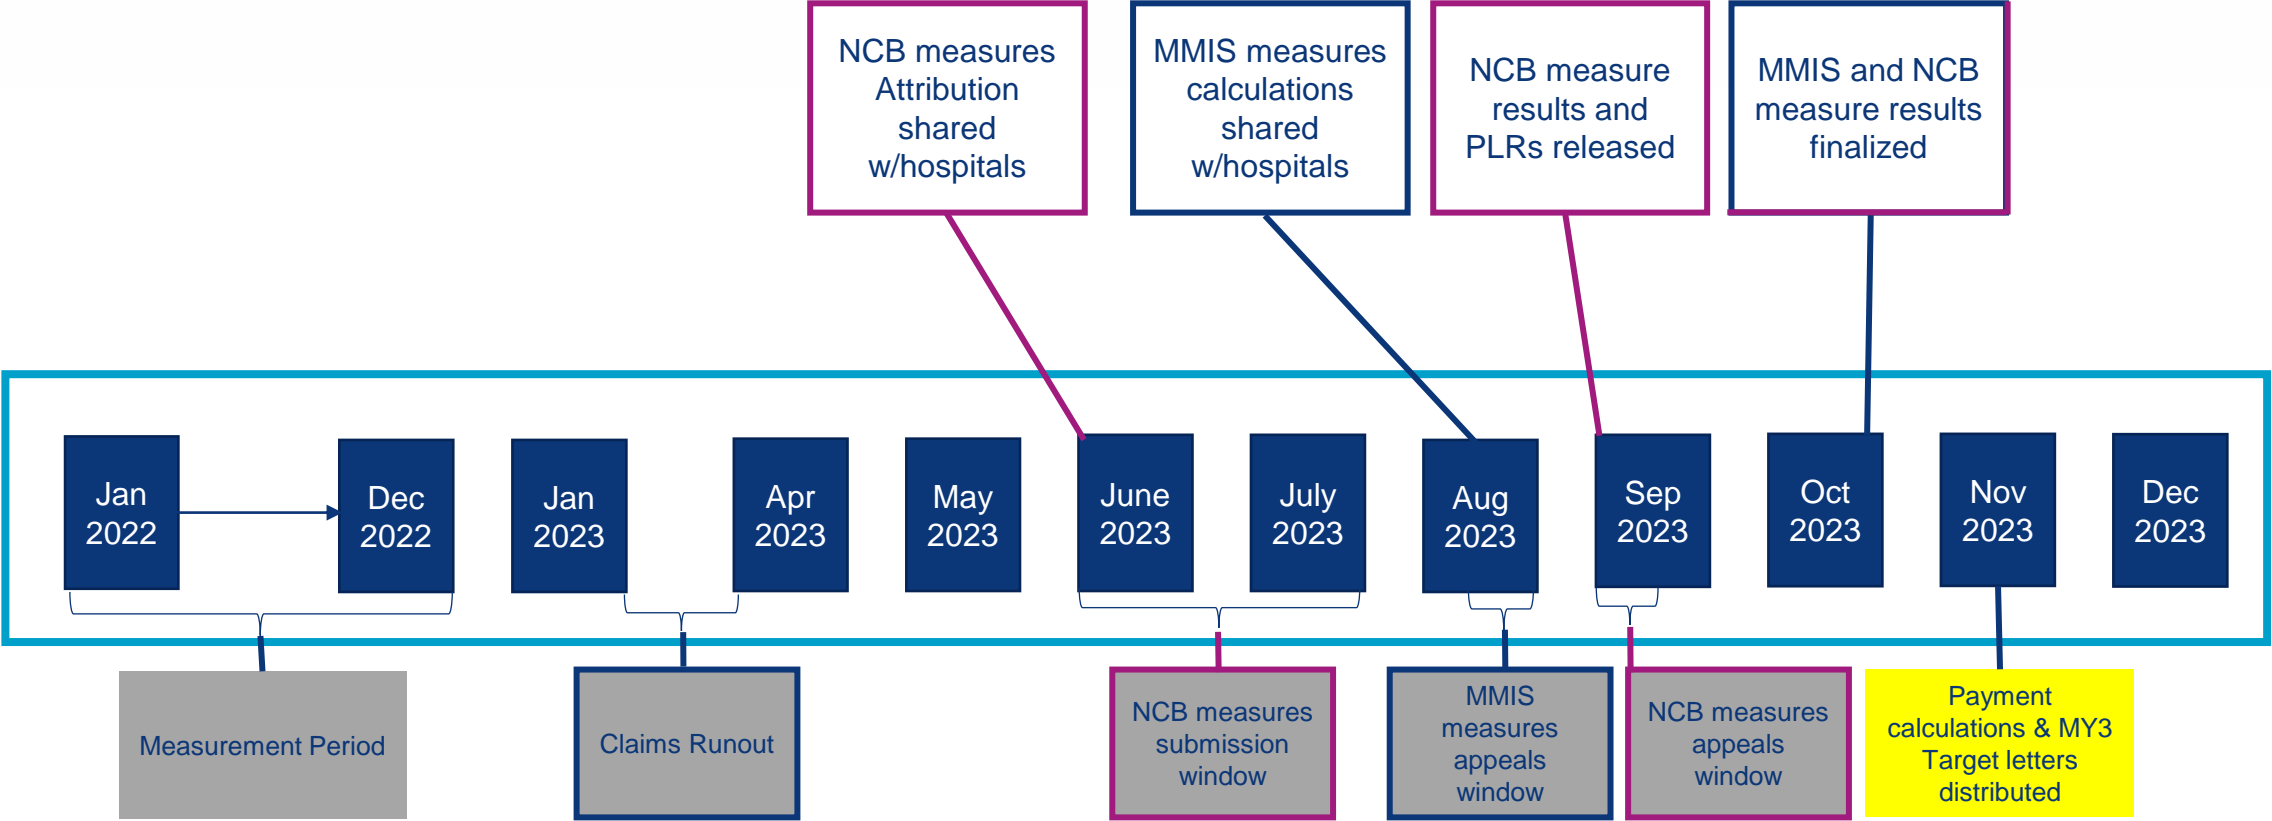 NCB measures
Attribution
shared
w/hospitals
MMIS measures
calculations
shared
w/hospitals
NCB measure
results and
PLRs released
MMIS and NCB
measure results
finalized
Jan
2022
Dec
2022
Jan
2023
Apr
2023
May
2023
June
2023
July
2023
Aug
2023
Sep
2023
Oct
2023
Nov
2023
Dec
2023
Measurement Period
Claims Runout
NCB measures
submission
window
MMIS
measures
appeals
window
NCB measures
appeals
window
Payment
calculations & MY3
Target letters
distributed